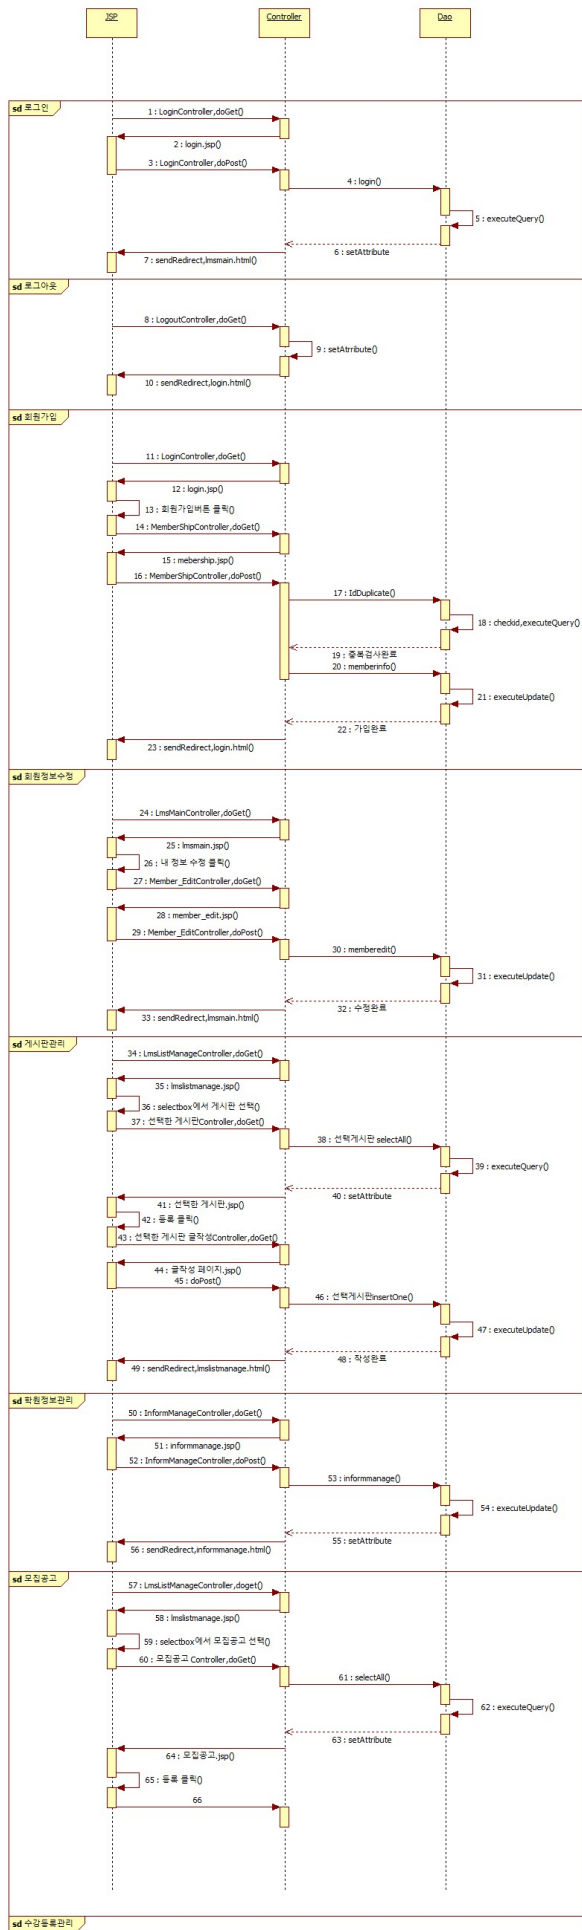 JSP
Controller
Dao
sd 로그인
1 : LoginController,doGet()
2 : login.jsp()
3 : LoginController,doPost()
4 : login()
5 : executeQuery()
6 : setAttribute
7 : sendRedirect,lmsmain.html()
sd 로그아웃
8 : LogoutController,doGet()
9 : setAtrribute()
10 : sendRedirect,login.html()
sd 회원가입
11 : LoginController,doGet()
12 : login.jsp()
13 : 회원가입버튼 클릭()
14 : MemberShipController,doGet()
15 : mebership.jsp()
16 : MemberShipController,doPost()
17 : IdDuplicate()
18 : checkid,executeQuery()
19 : 중복검사완료
20 : memberinfo()
21 : executeUpdate()
22 : 가입완료
23 : sendRedirect,login.html()
sd 회원정보수정
24 : LmsMainController,doGet()
25 : lmsmain.jsp()
26 : 내 정보 수정 클릭()
27 : Member_EditController,doGet()
28 : member_edit.jsp()
29 : Member_EditController,doPost()
30 : memberedit()
31 : executeUpdate()
32 : 수정완료
33 : sendRedirect,lmsmain.html()
sd 게시판관리
34 : LmsListManageController,doGet()
35 : lmslistmanage.jsp()
36 : selectbox에서 게시판 선택()
37 : 선택한 게시판Controller,doGet()
38 : 선택게시판 selectAll()
39 : executeQuery()
40 : setAttribute
41 : 선택한 게시판.jsp()
42 : 등록 클릭()
43 : 선택한 게시판 글작성Controller,doGet()
44 : 글작성 페이지.jsp()
45 : doPost()
46 : 선택게시판insertOne()
47 : executeUpdate()
48 : 작성완료
49 : sendRedirect,lmslistmanage.html()
sd 학원정보관리
50 : InformManageController,doGet()
51 : informmanage.jsp()
52 : InformManageController,doPost()
53 : informmanage()
54 : executeUpdate()
55 : setAttribute
56 : sendRedirect,informmanage.html()
sd 모집공고
57 : LmsListManageController,doget()
58 : lmslistmanage.jsp()
59 : selectbox에서 모집공고 선택()
60 : 모집공고 Controller,doGet()
61 : selectAll()
62 : executeQuery()
63 : setAttribute
64 : 모집공고.jsp()
65 : 등록 클릭()
66
sd 수강등록관리